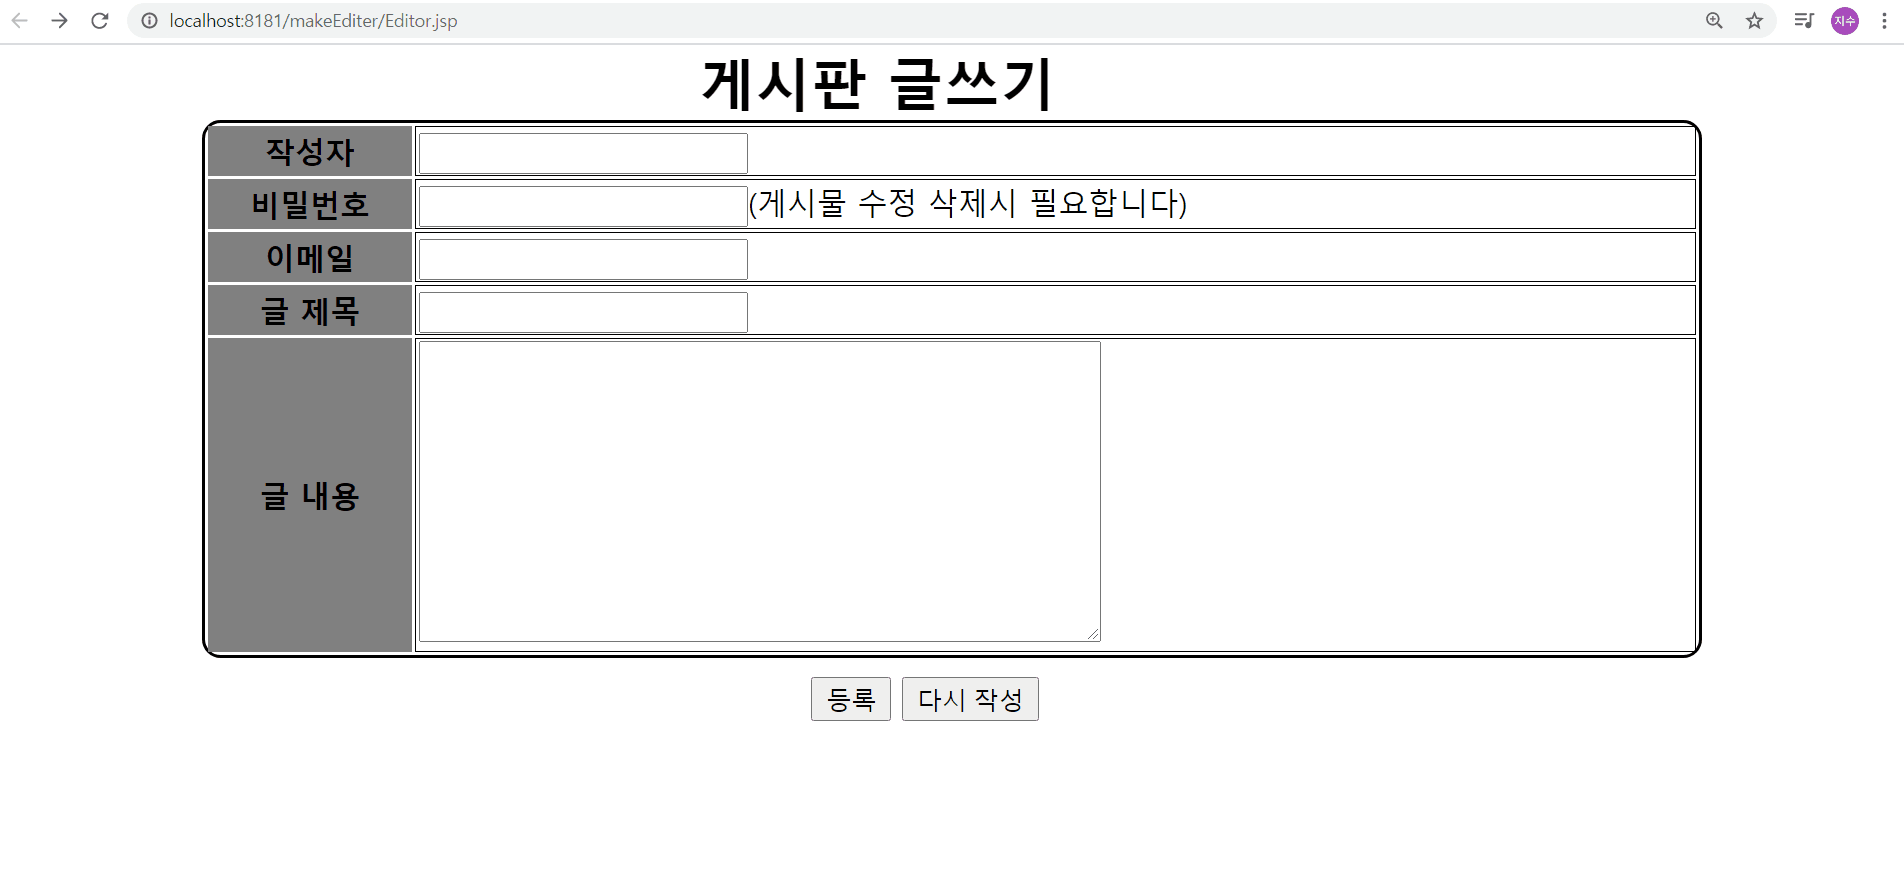 localhost:8181/makeEditer/Editor.jsp
지수
게시판 글쓰기
작성자
비밀번호 (게시물 수정 삭제시 필요합니다)
이메일
글 제목
글 내용
등록 다시 작성